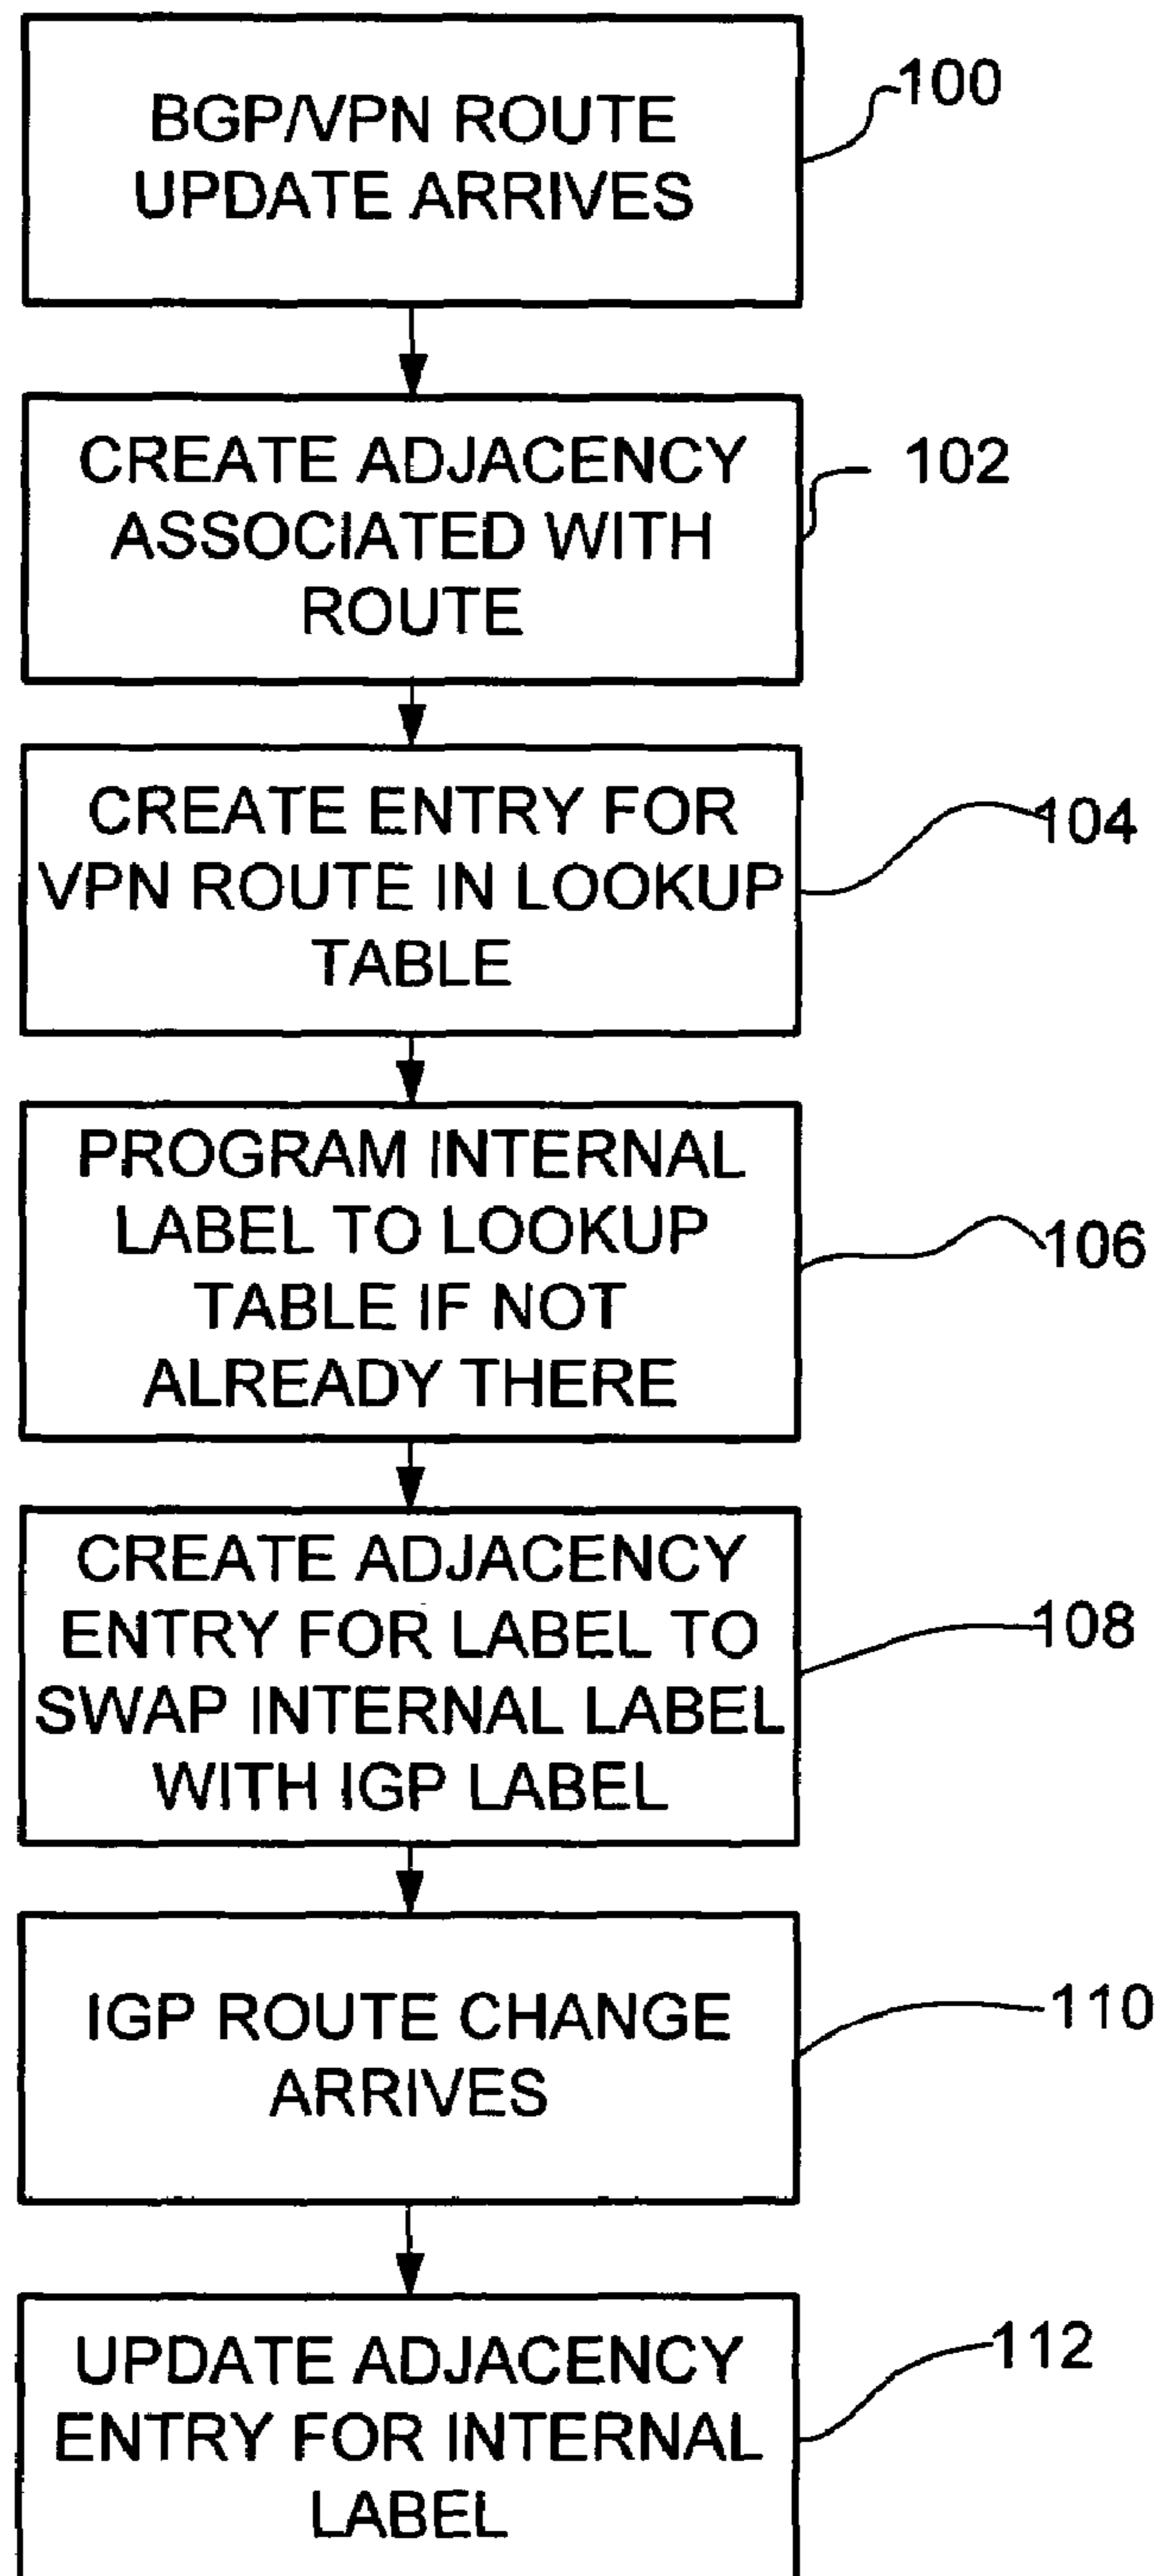 BGP/VPN ROUTE
UPDATE ARRIVES
100
CREATE ADJACENCY
ASSOCIATED WITH
ROUTE
102
CREATE ENTRY FOR
VPN ROUTE IN LOOKUP
TABLE
104
PROGRAM INTERNAL
LABEL TO LOOKUP
TABLE IF NOT
ALREADY THERE
106
CREATE ADJACENCY
ENTRY FOR LABEL TO
SWAP INTERNAL LABEL
WITH IGP LABEL
108
IGP ROUTE CHANGE
ARRIVES
110
UPDATE ADJACENCY
ENTRY FOR INTERNAL
LABEL
112